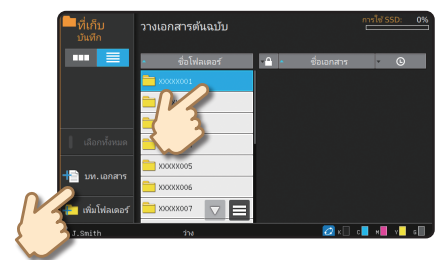 ที่เก็บ
บันทึก
วางเอกสารต้นฉบับ
การใช้ SSD: 0%
ชื่อโฟลเดอร์
ชื่อเอกสาร
XXXXX001
เลือกทั้งหมด
บท. เอกสาร
เพิ่มโฟลเดอร์
XXXXX005
XXXXX006
XXXXX007
J.Smith
ว่าง
K C M Y G